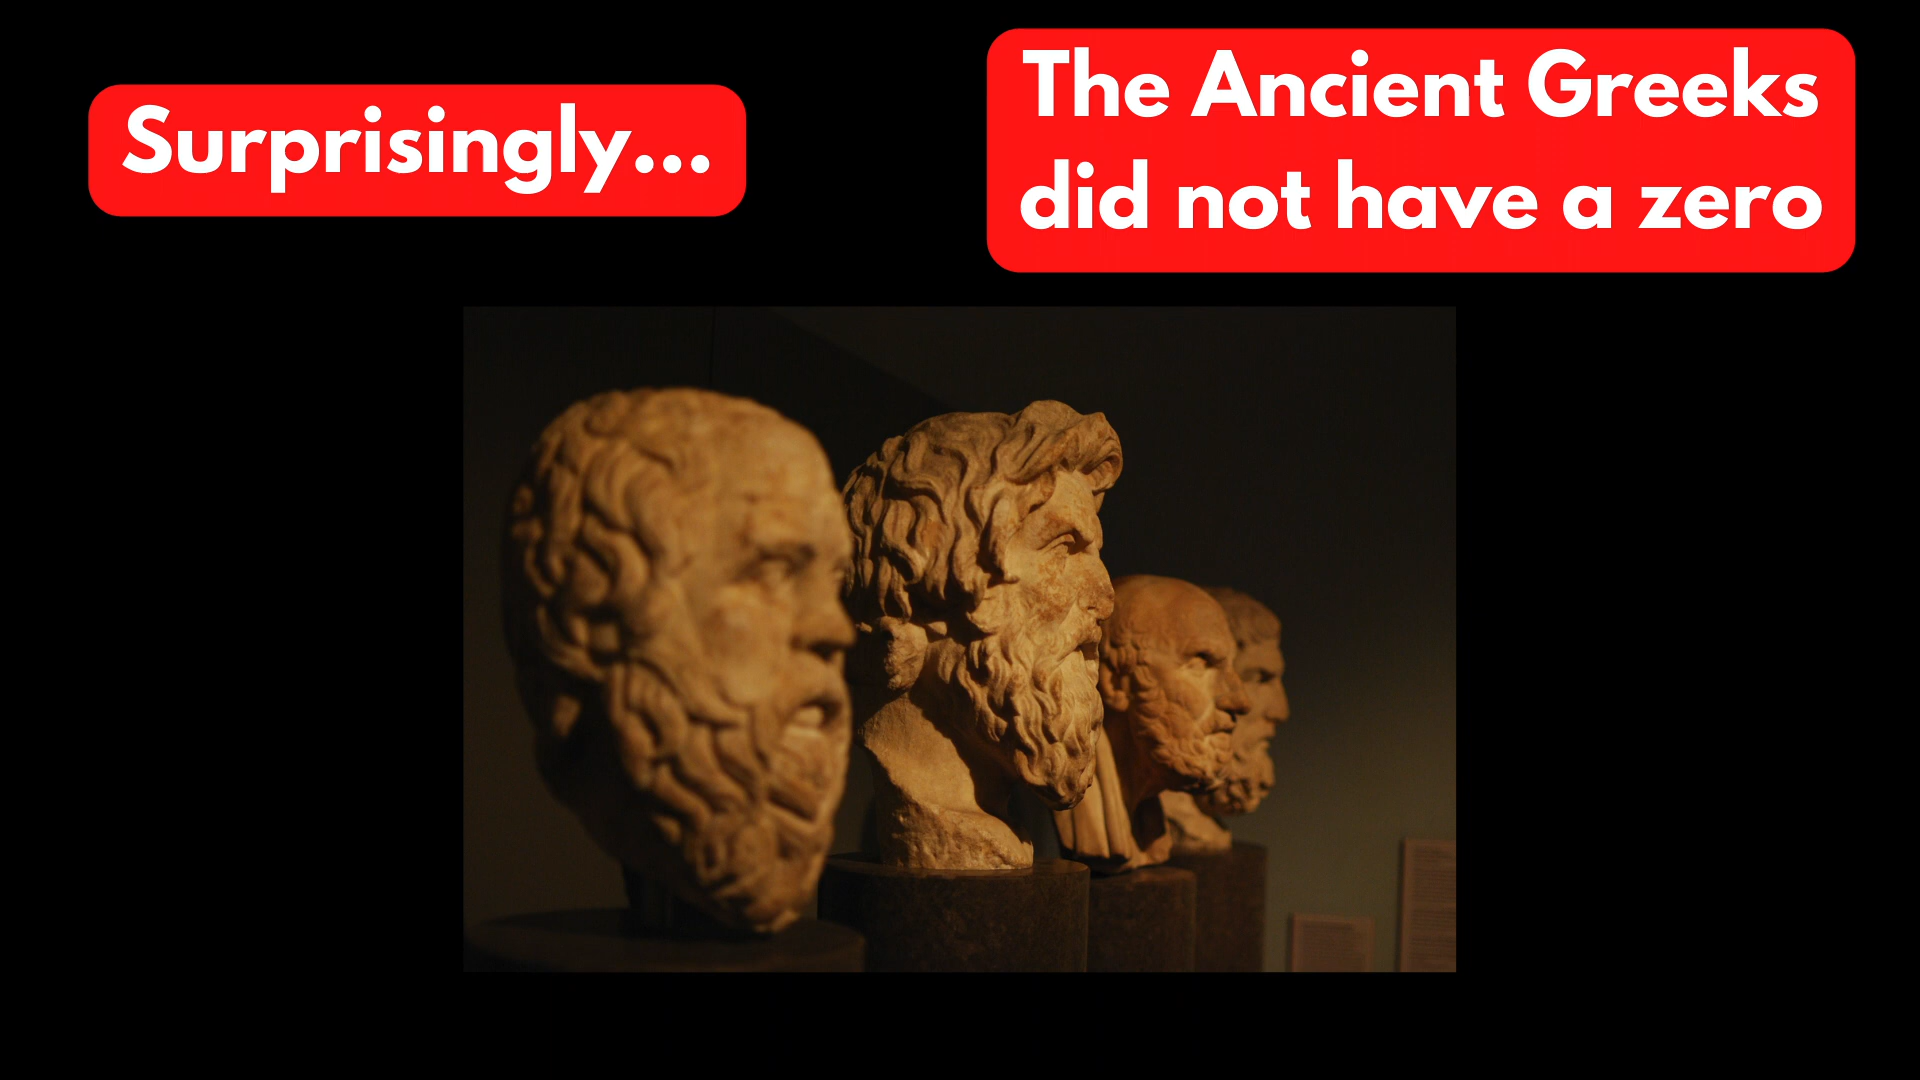 Surprisingly...
The Ancient Greeks
did not have a zero